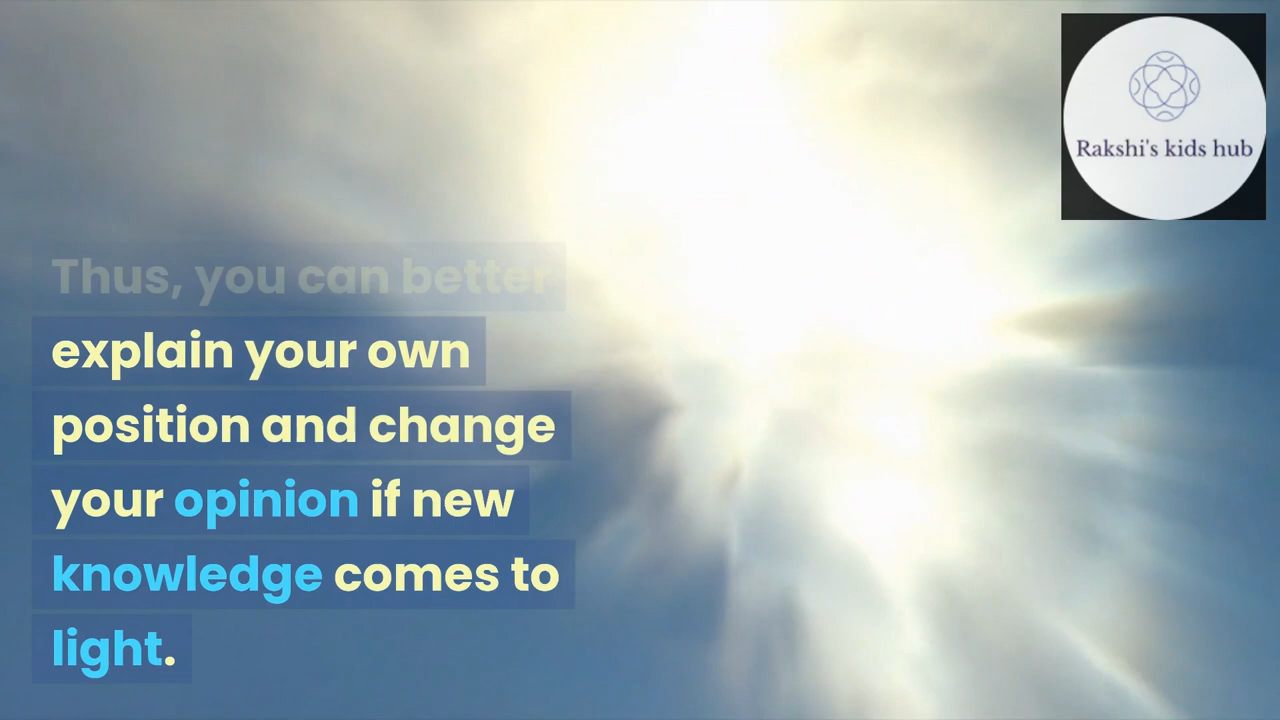 Rakshi's kids hub
Thus, you can better
explain your own
position and change
your opinion if new
knowledge comes to
light.